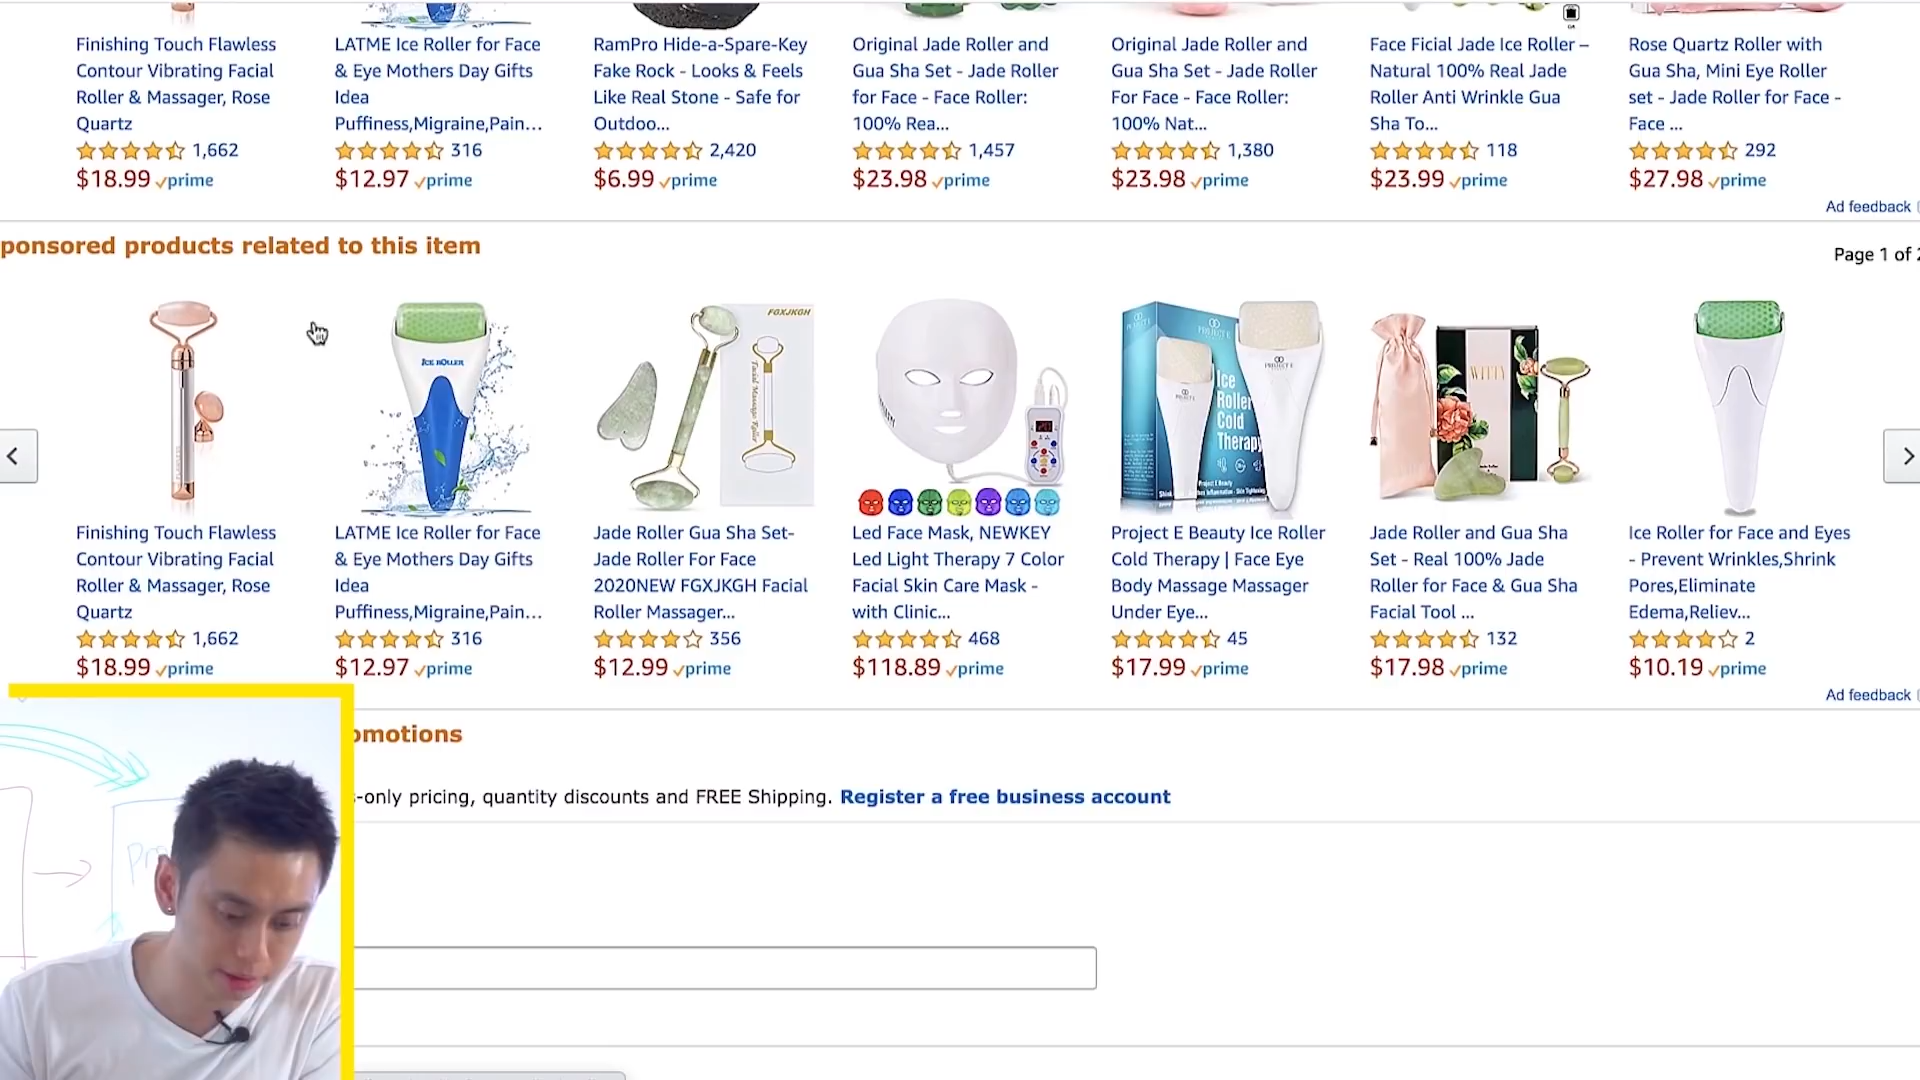 Finishing Touch Flawless
Contour Vibrating Facial
Roller & Massager, Rose
Quartz
1,662
$18.99 prime
LATME Ice Roller for Face
& Eye Mothers Day Gifts
Idea
Puffiness,Migraine,Pain...
316
$12.97 prime
RamPro Hide-a-Spare-Key
Fake Rock - Looks & Feels
Like Real Stone - Safe for
Outdoo...
2,420
$6.99 prime
Original Jade Roller and
Gua Sha Set - Jade Roller
for Face - Face Roller:
100% Rea...
1,457
$23.98 prime
Original Jade Roller and
Gua Sha Set - Jade Roller
For Face - Face Roller:
100% Nat...
1,380
$23.98 prime
Face Ficial Jade Ice Roller –
Natural 100% Real Jade
Roller Anti Wrinkle Gua
Sha To...
118
$23.99 prime
Rose Quartz Roller with
Gua Sha, Mini Eye Roller
set - Jade Roller for Face -
Face ...
292
$27.98 prime
Ad feedback
ponsored products related to this item
Page 1 of 2
ICE ROLLER
FGXJKGH
Facial Massage Roller
PROJECT E
Ice
Roller
Cold
Therapy
WITTY
Finishing Touch Flawless
Contour Vibrating Facial
Roller & Massager, Rose
Quartz
1,662
$18.99 prime
LATME Ice Roller for Face
& Eye Mothers Day Gifts
Idea
Puffiness,Migraine,Pain...
316
$12.97 prime
Jade Roller Gua Sha Set-
Jade Roller For Face
2020NEW FGXJKGH Facial
Roller Massager...
356
$12.99 prime
Led Face Mask, NEWKEY
Led Light Therapy 7 Color
Facial Skin Care Mask -
with Clinic...
468
$118.89 prime
Project E Beauty Ice Roller
Cold Therapy | Face Eye
Body Massage Massager
Under Eye...
45
$17.99 prime
Jade Roller and Gua Sha
Set - Real 100% Jade
Roller for Face & Gua Sha
Facial Tool ...
132
$17.98 prime
Ice Roller for Face and Eyes
- Prevent Wrinkles,Shrink
Pores,Eliminate
Edema,Reliev...
2
$10.19 prime
Ad feedback
omotions
s-only pricing, quantity discounts and FREE Shipping. Register a free business account